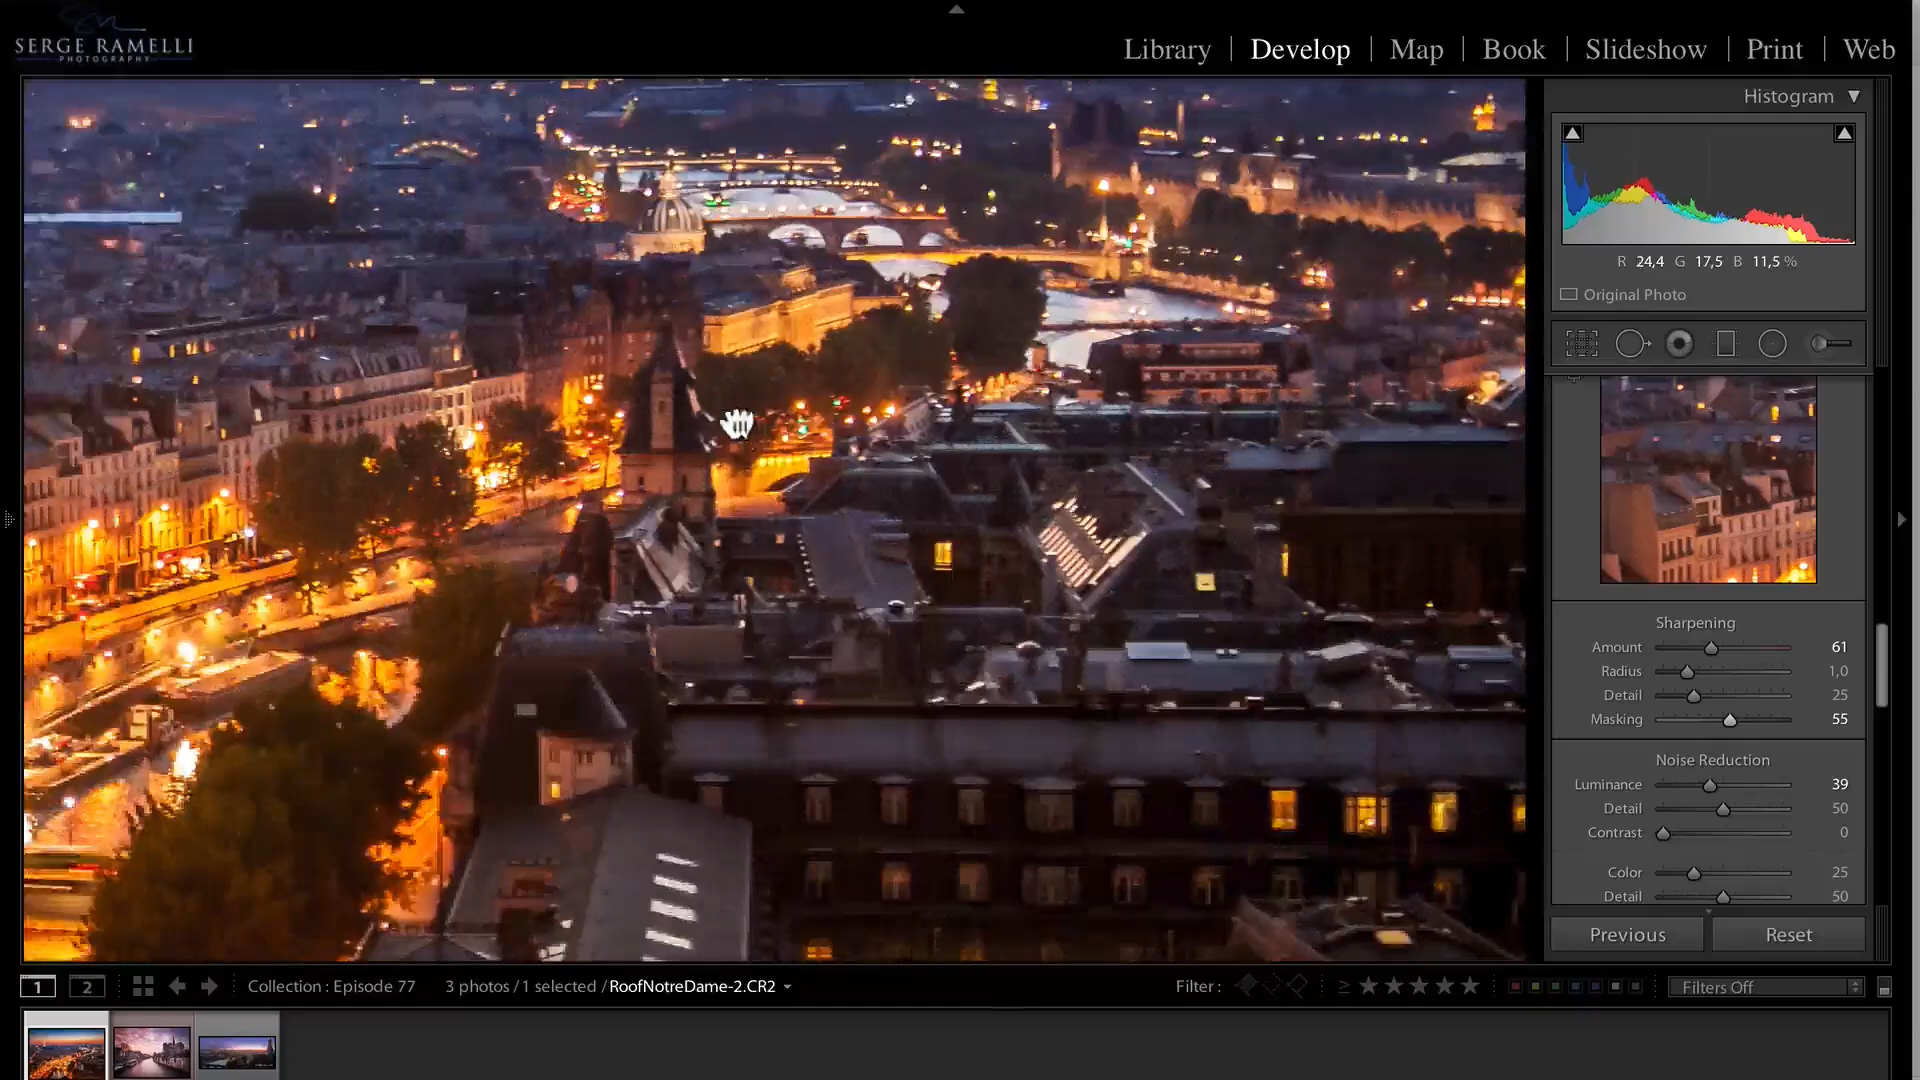 SERGE RAMELLI
PHOTOGRAPHY
Library | Develop | Map | Book | Slideshow | Print | Web
Histogram
R 24,4 G 17,5 B 11,5 %
Original Photo
Sharpening
Amount 61
Radius 1,0
Detail 25
Masking 55
Noise Reduction
Luminance 39
Detail 50
Contrast 0
Color 25
Detail 50
Previous Reset
1 2 Collection : Episode 77 3 photos / 1 selected / RoofNotreDame-2.CR2 Filter : ≥ ★★★★★ Filters Off